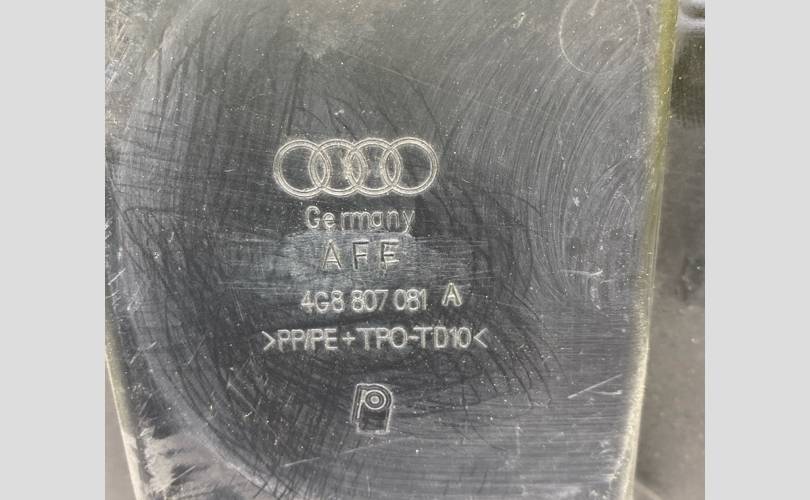 Germany
AFF
4G8 807 081 A
>PP/PE+TPO-TD10<